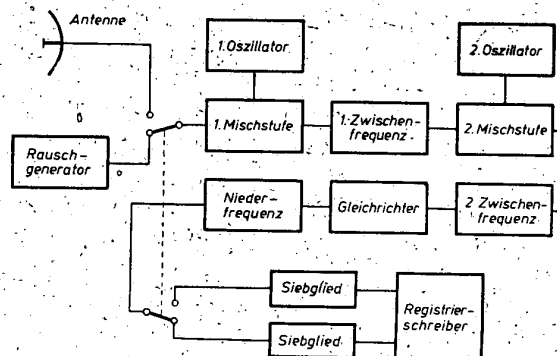 Antenne
1. Oszillator
2. Oszillator
1. Mischstufe
1. Zwischen-
frequenz
2. Mischstufe
Rausch-
generator
Nieder-
frequenz
Gleichrichter
2. Zwischen-
frequenz
Siebglied
Siebglied
Registrier-
schreiber